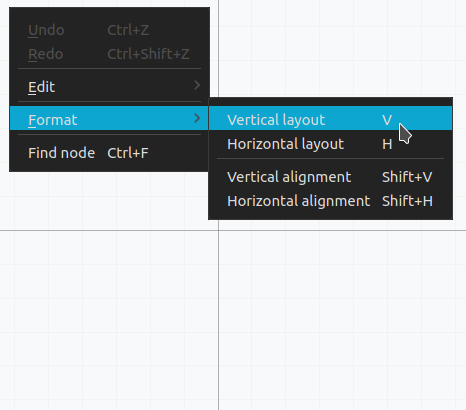 Undo Ctrl+Z
Redo Ctrl+Shift+Z
Edit
Format
Find node Ctrl+F
Vertical layout V
Horizontal layout H
Vertical alignment Shift+V
Horizontal alignment Shift+H